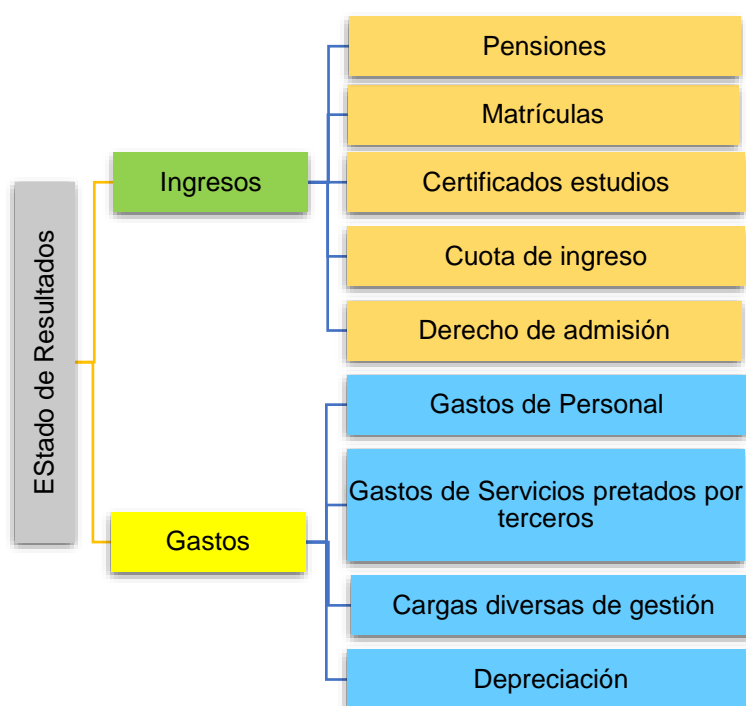 EStado de Resultados
Ingresos
Pensiones
Matrículas
Certificados estudios
Cuota de ingreso
Derecho de admisión
Gastos
Gastos de Personal
Gastos de Servicios pretados por
terceros
Cargas diversas de gestión
Depreciación